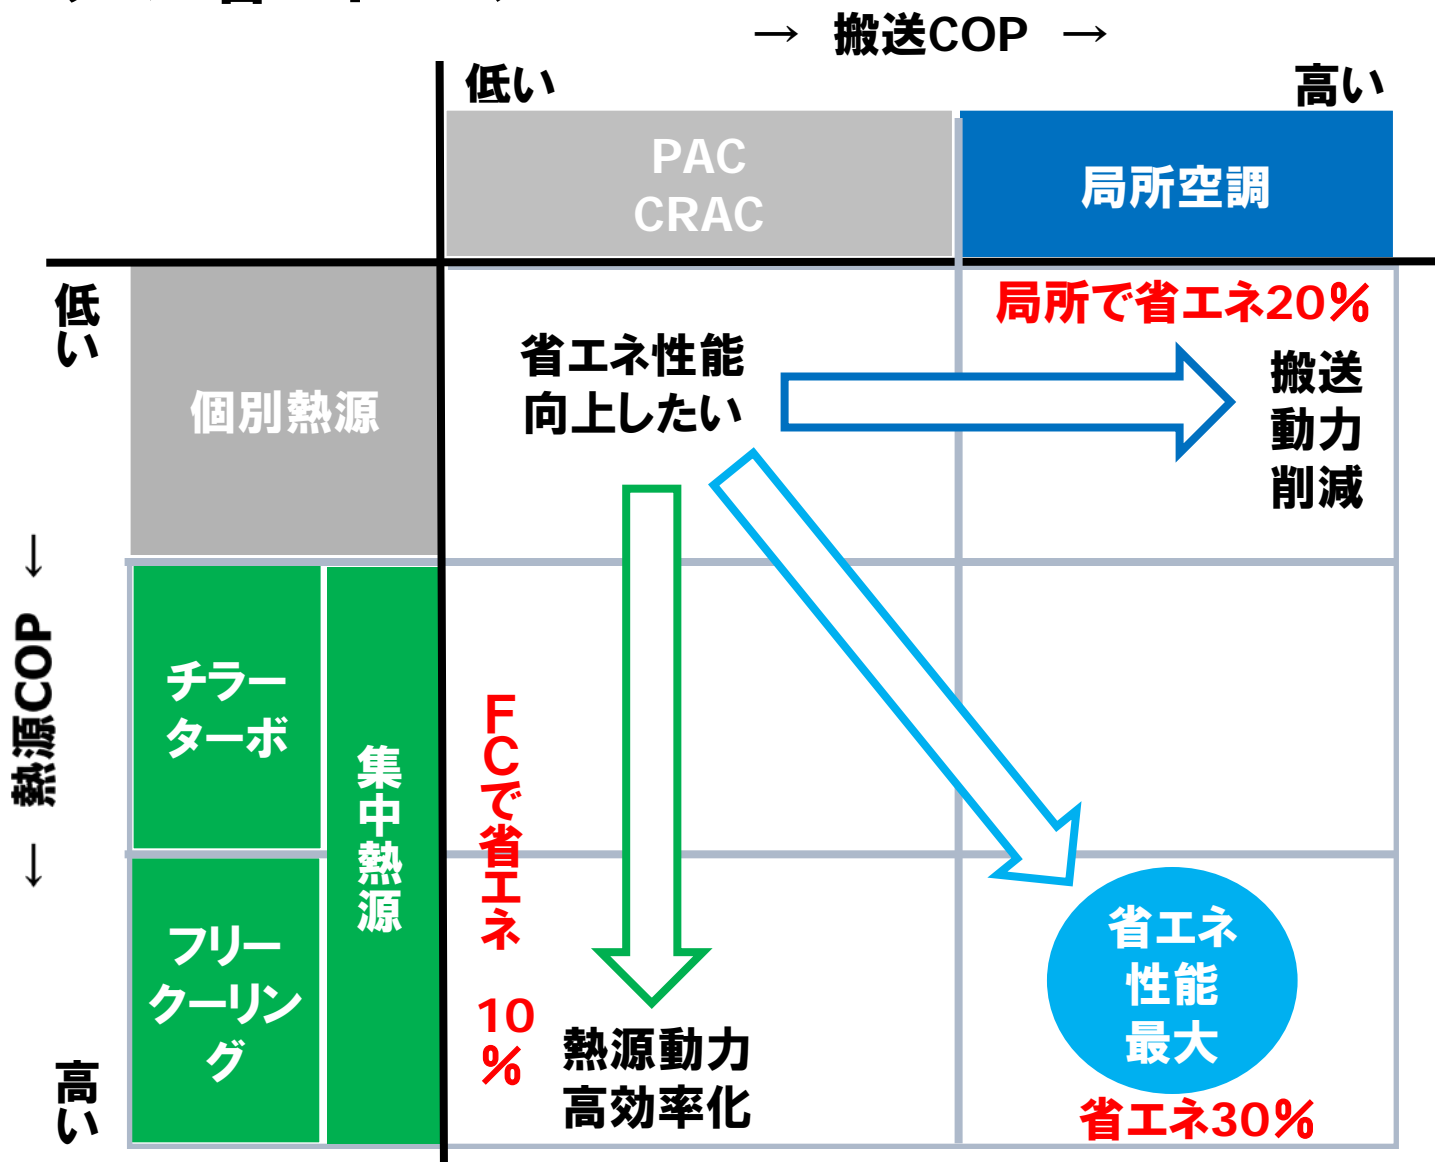 → 搬送COP →
低い
高い
PAC
CRAC
局所空調
低い
個別熱源
省エネ性能
向上したい
局所で省エネ20%
搬送
動力
削減
→ 熱源COP →
チラー
ターボ
集中熱源
フリー
クーリン
グ
高い
FCで省エネ 10%
熱源動力
高効率化
省エネ
性能
最大
省エネ30%